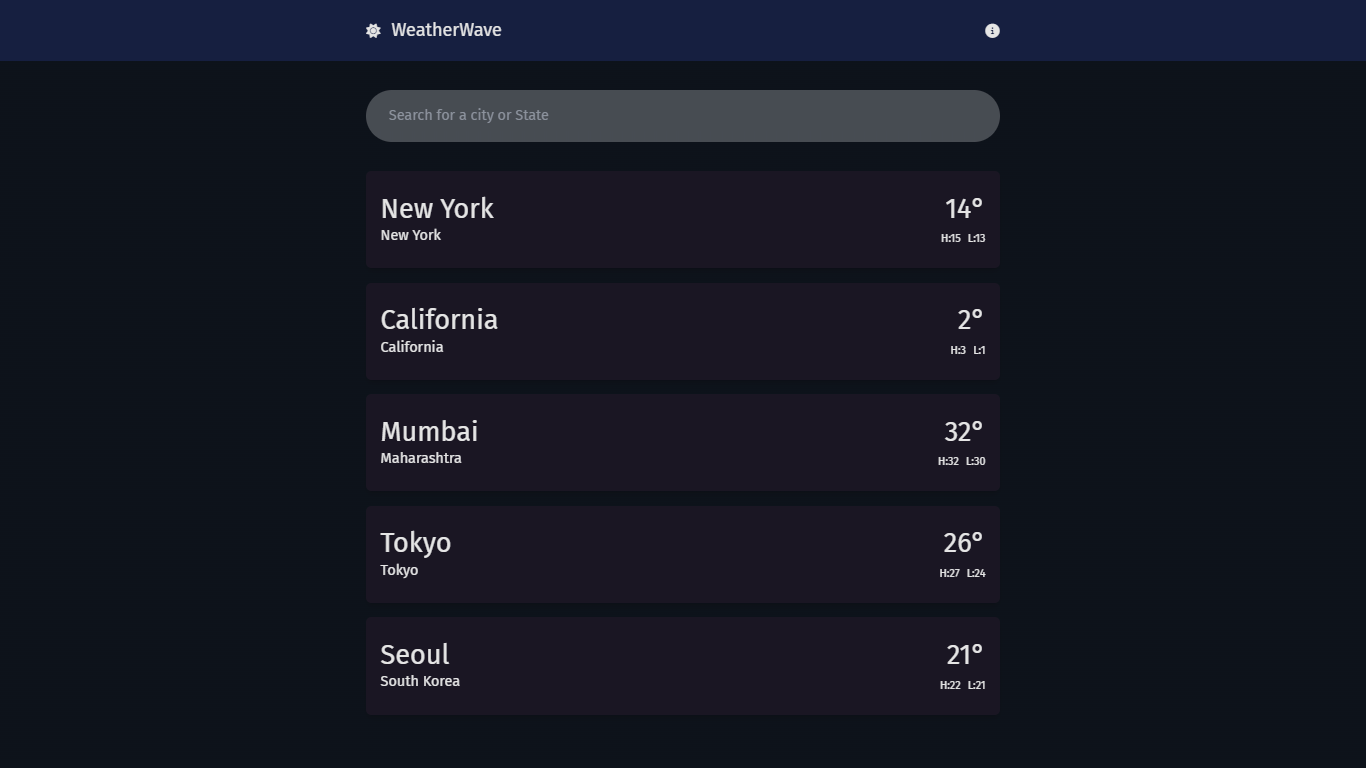 WeatherWave
Search for a city or State
New York
14°
New York
H:15 L:13
California
2°
California
H:3 L:1
Mumbai
32°
Maharashtra
H:32 L:30
Tokyo
26°
Tokyo
H:27 L:24
Seoul
21°
South Korea
H:22 L:21